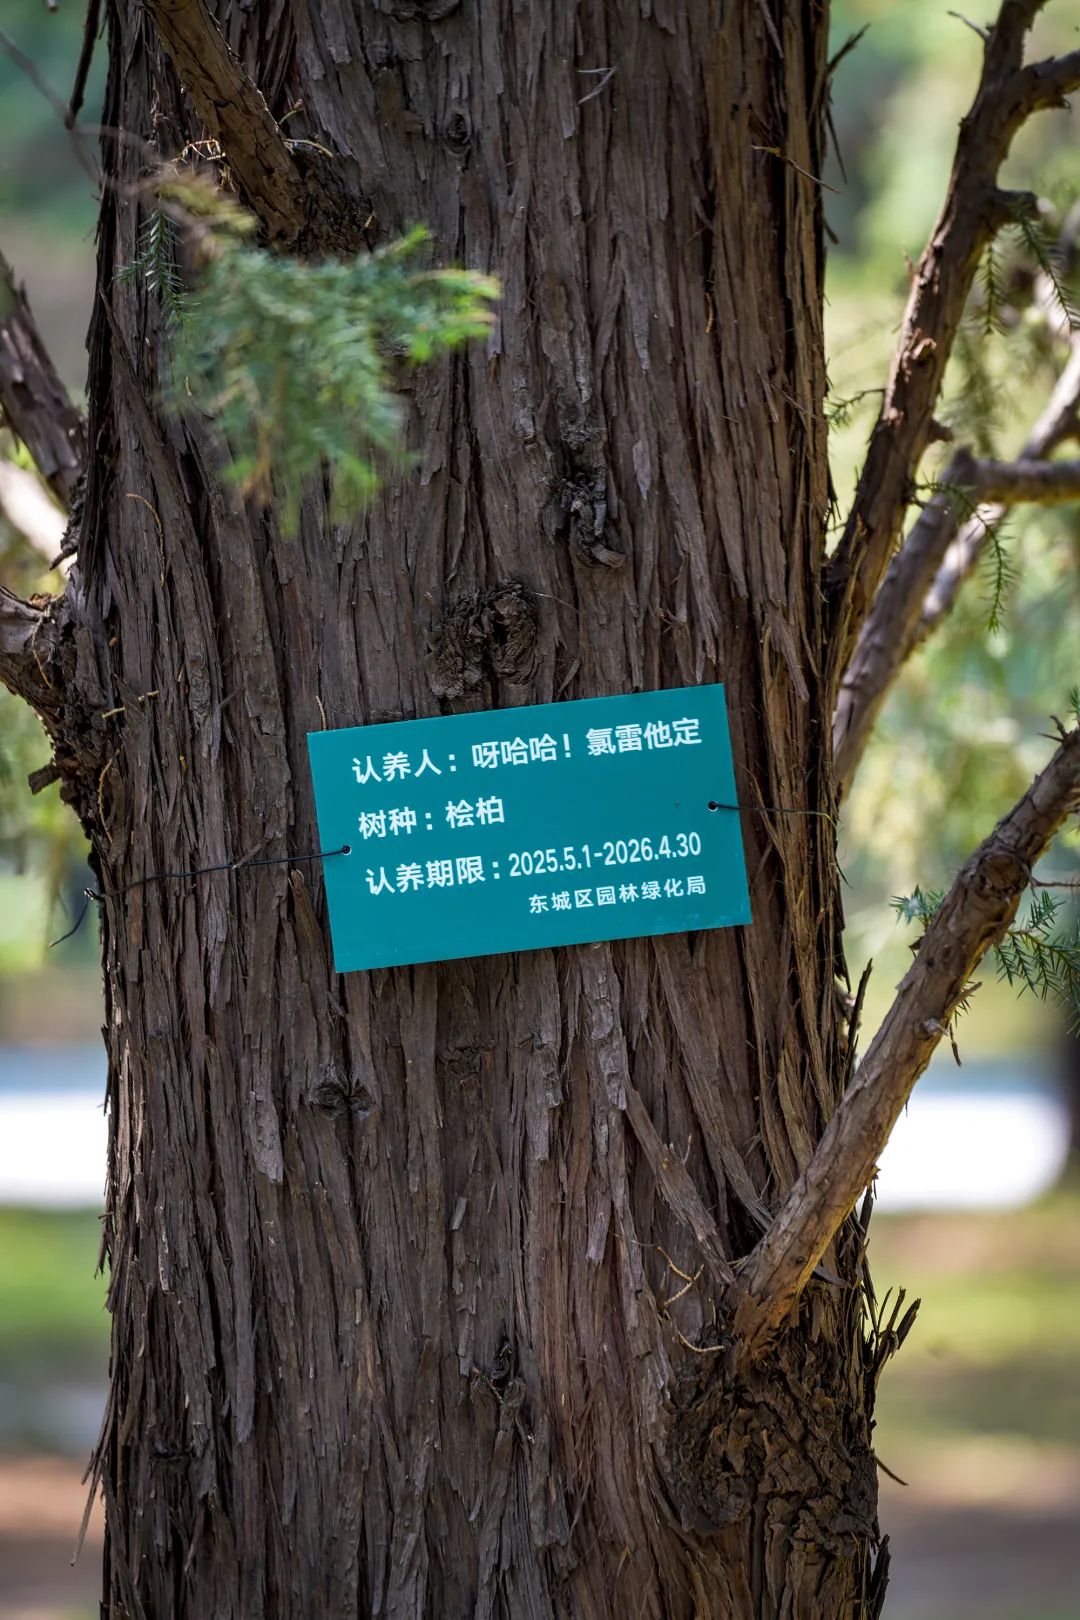 认养人：呀哈哈！氯雷他定
树种：桧柏
认养期限：2025.5.1-2026.4.30
东城区园林绿化局